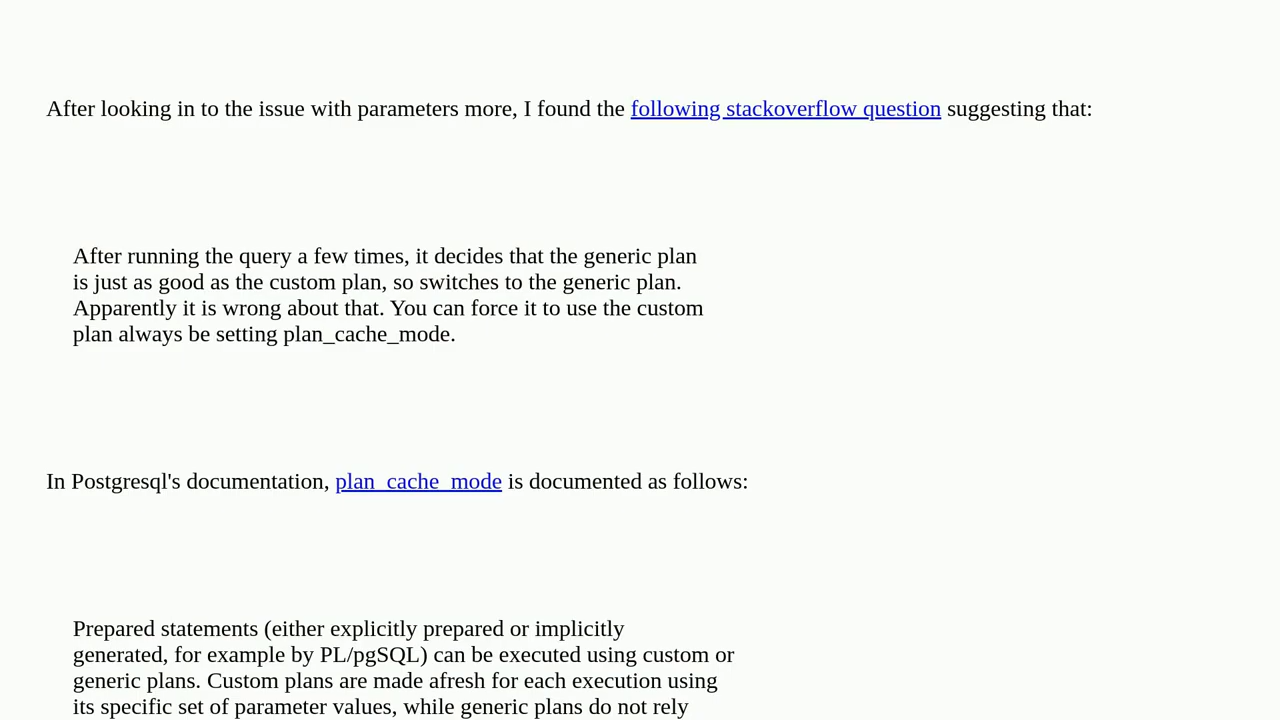 After looking in to the issue with parameters more, I found the following stackoverflow question suggesting that:
After running the query a few times, it decides that the generic plan
is just as good as the custom plan, so switches to the generic plan.
Apparently it is wrong about that. You can force it to use the custom
plan always be setting plan_cache_mode.
In Postgresql's documentation, plan_cache_mode is documented as follows:
Prepared statements (either explicitly prepared or implicitly
generated, for example by PL/pgSQL) can be executed using custom or
generic plans. Custom plans are made afresh for each execution using
its specific set of parameter values, while generic plans do not rely